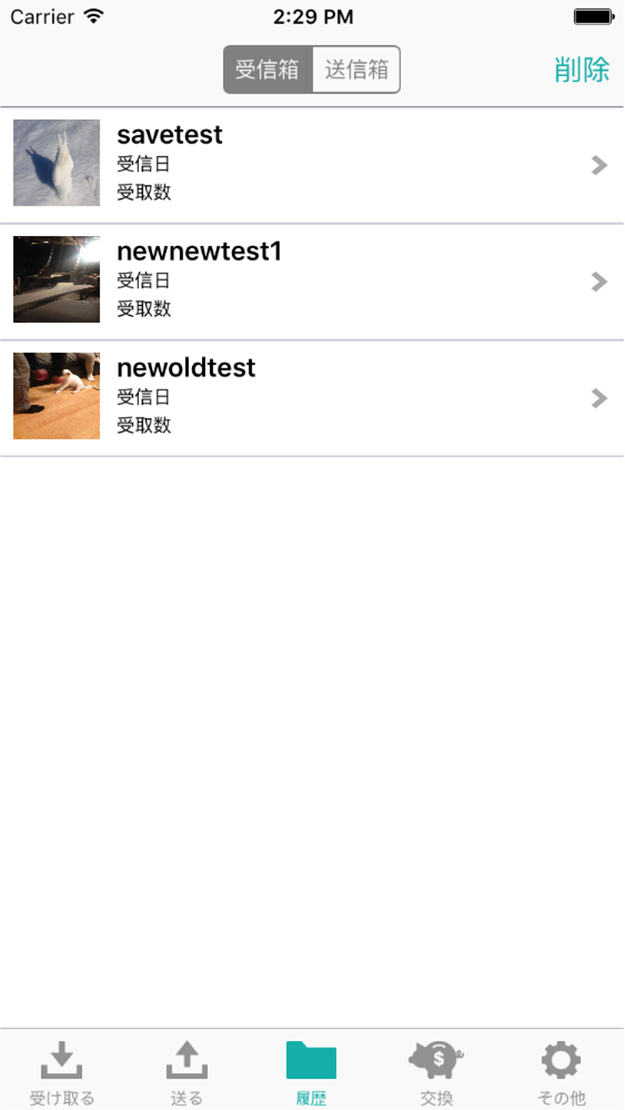 Carrier 2:29 PM
受信箱 送信箱 削除
savetest
受信日
受取数
newnewtest1
受信日
受取数
newoldtest
受信日
受取数
$
受け取る 送る 履歴 交換 その他